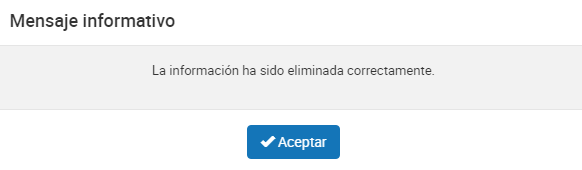 Mensaje informativo
La información ha sido eliminada correctamente.
Aceptar